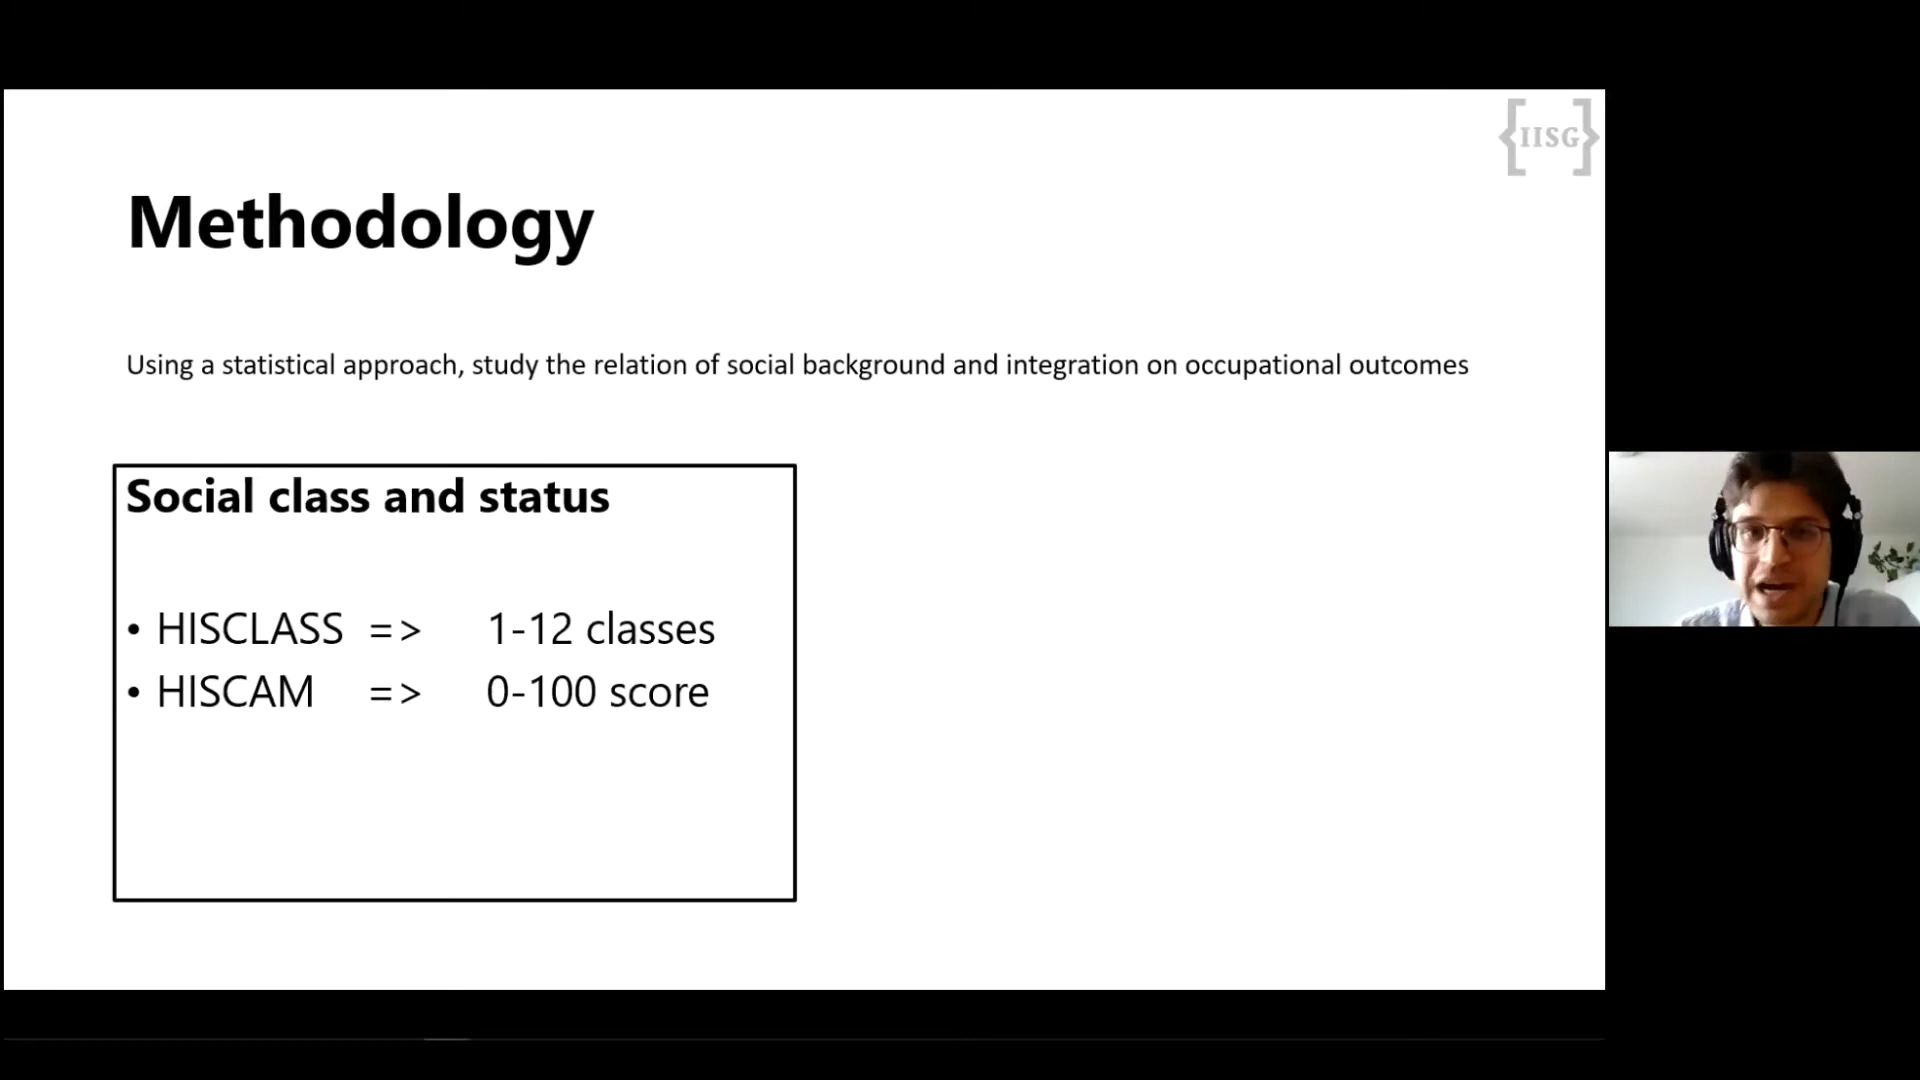 {IISG}
Methodology
Using a statistical approach, study the relation of social background and integration on occupational outcomes
Social class and status
• HISCLASS => 1-12 classes
• HISCAM => 0-100 score